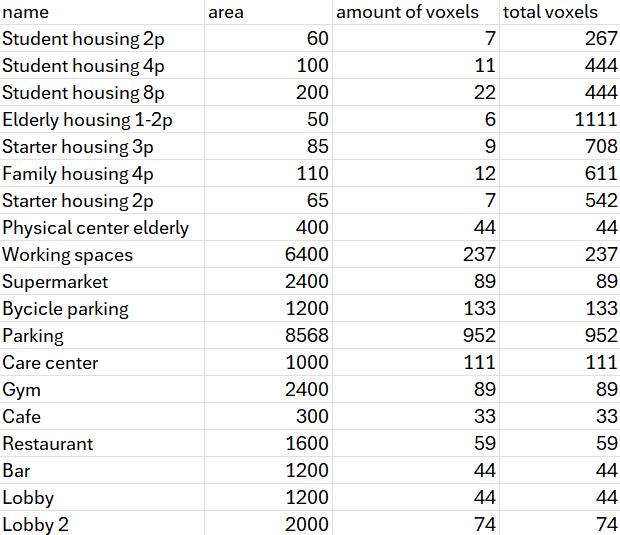 name area amount of voxels total voxels
Student housing 2p 60 7 267
Student housing 4p 100 11 444
Student housing 8p 200 22 444
Elderly housing 1-2p 50 6 1111
Starter housing 3p 85 9 708
Family housing 4p 110 12 611
Starter housing 2p 65 7 542
Physical center elderly 400 44 44
Working spaces 6400 237 237
Supermarket 2400 89 89
Bycicle parking 1200 133 133
Parking 8568 952 952
Care center 1000 111 111
Gym 2400 89 89
Cafe 300 33 33
Restaurant 1600 59 59
Bar 1200 44 44
Lobby 1200 44 44
Lobby 2 2000 74 74